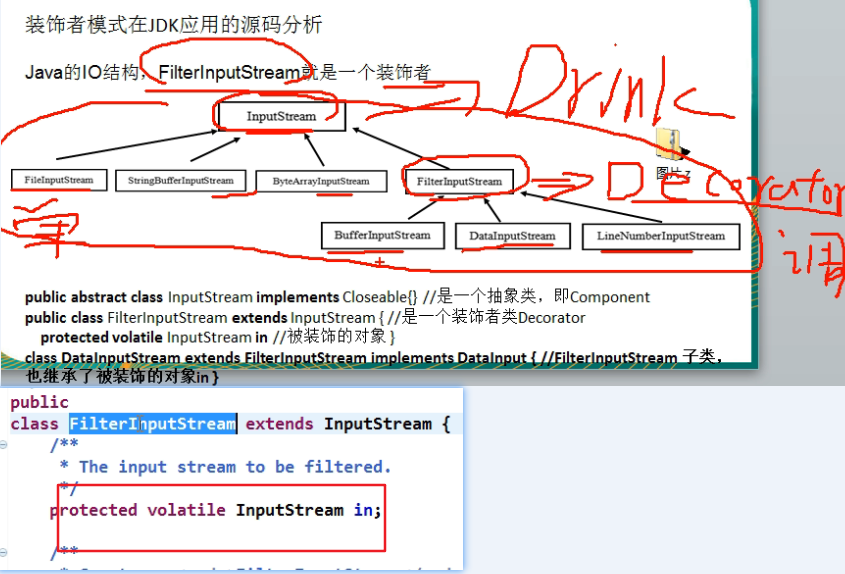 装饰者模式在JDK应用的源码分析
Java的IO结构，FilterInputStream就是一个装饰者
Drink
InputStream
图片z
FileInputStream
StringBufferInputStream
ByteArrayInputStream
FilterInputStream
Decorator
BufferInputStream
DataInputStream
LineNumberInputStream
public abstract class InputStream implements Closeable{} //是一个抽象类，即Component
public class FilterInputStream extends InputStream { //是一个装饰者类Decorator
protected volatile InputStream in //被装饰的对象 }
class DataInputStream extends FilterInputStream implements DataInput { //FilterInputStream 子类，
也继承了被装饰的对象in }
public
class FilterInputStream extends InputStream {
/**
* The input stream to be filtered.
*/
protected volatile InputStream in;
/**